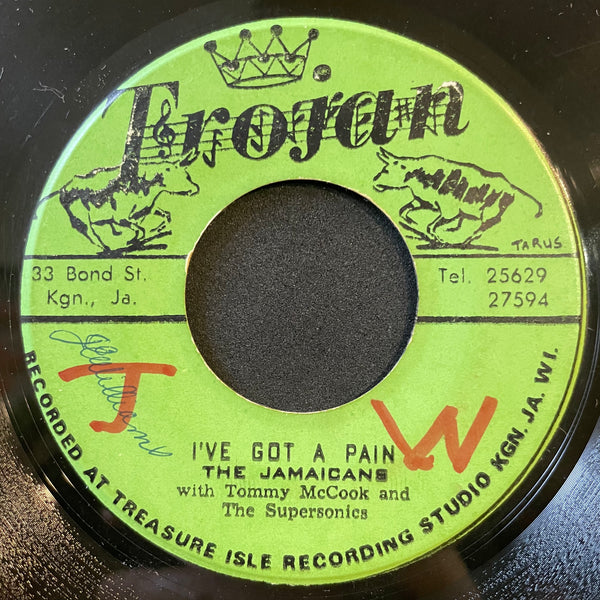 Trojan
TARUS
33 Bond St.
Kgn., Ja.
Tel. 25629
27594
J Williams
J W
I'VE GOT A PAIN
THE JAMAICANS
with Tommy McCook and
The Supersonics
RECORDED AT TREASURE ISLE RECORDING STUDIO KGN, JA. W.I.